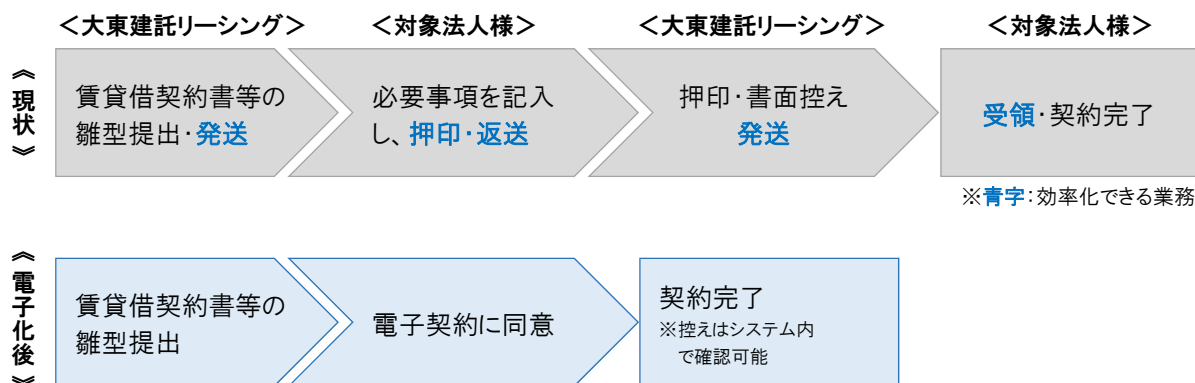 <大東建託リーシング>
<対象法人様>
<大東建託リーシング>
<対象法人様>
《現状》
賃貸借契約書等の
雛型提出・発送
必要事項を記入
し、押印・返送
押印・書面控え
発送
受領・契約完了
※青字：効率化できる業務
《電子化後》
賃貸借契約書等の
雛型提出
電子契約に同意
契約完了
※控えはシステム内
で確認可能